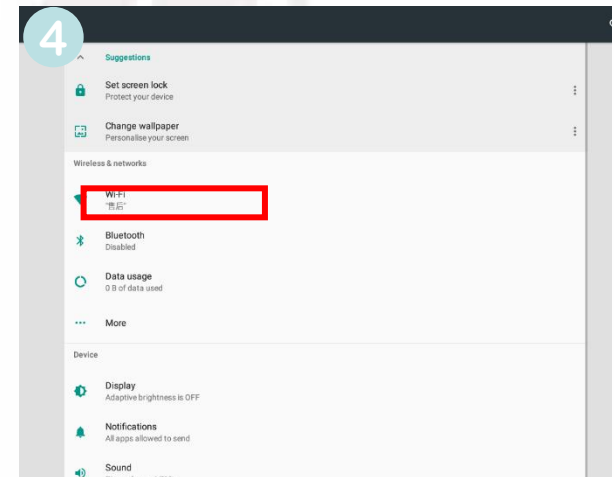 4
Suggestions
Set screen lock
Protect your device
Change wallpaper
Personalise your screen
Wireless & networks
Wi-Fi
"售后"
Bluetooth
Disabled
Data usage
0 B of data used
More
Device
Display
Adaptive brightness is OFF
Notifications
All apps allowed to send
Sound